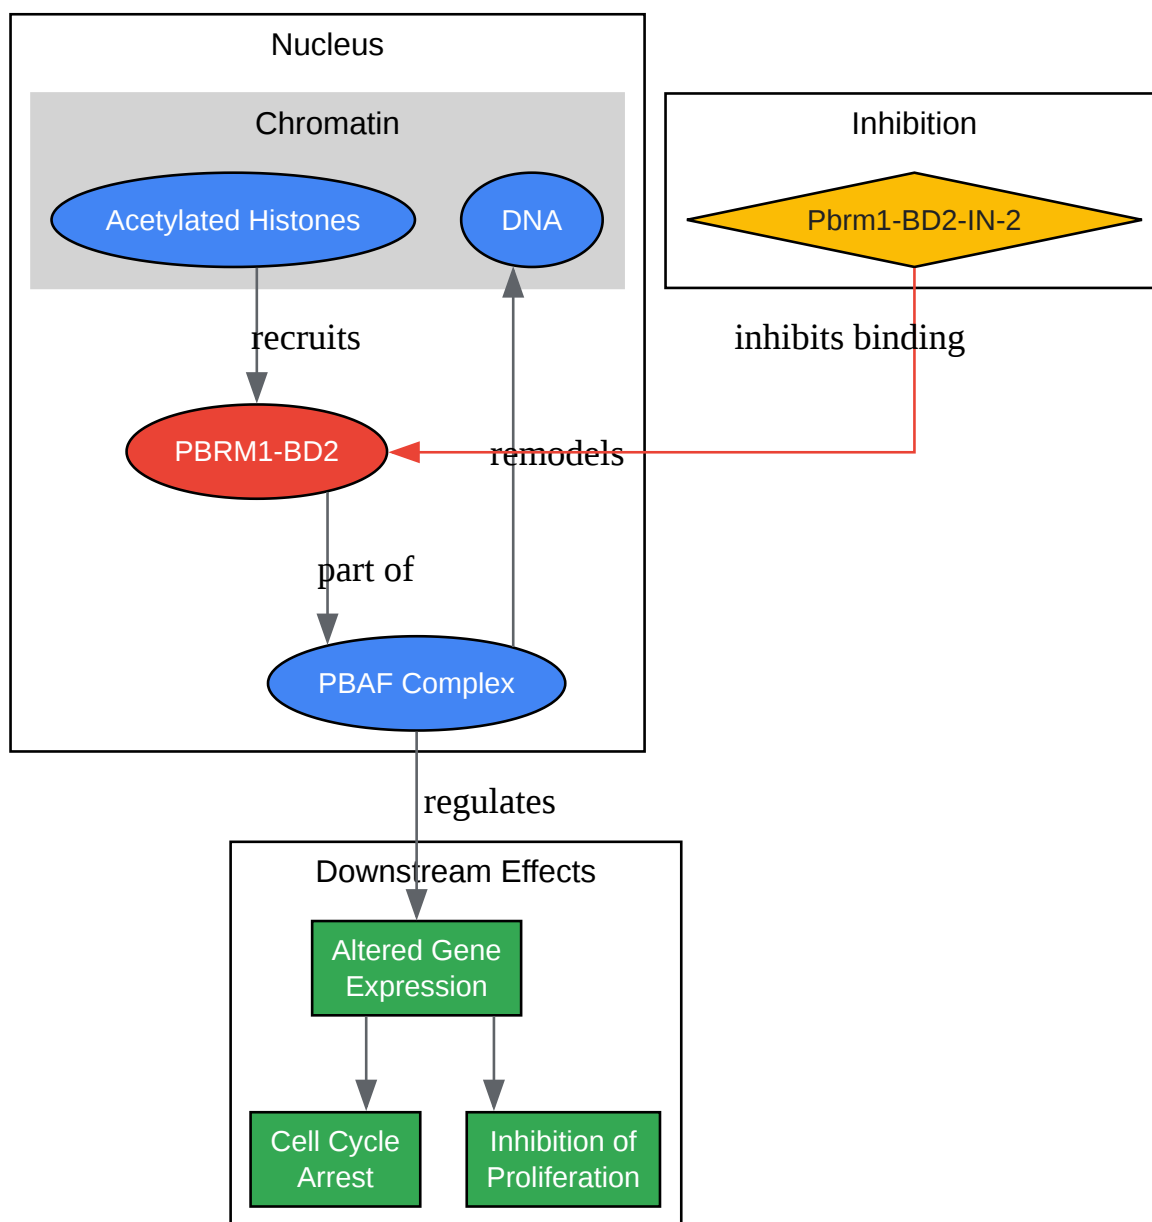 Nucleus
Chromatin
Inhibition
Acetylated Histones
DNA
Pbrm1-BD2-IN-2
recruits
inhibits binding
PBRM1-BD2
remodels
part of
PBAF Complex
regulates
Downstream Effects
Altered Gene
Expression
Cell Cycle
Arrest
Inhibition of
Proliferation